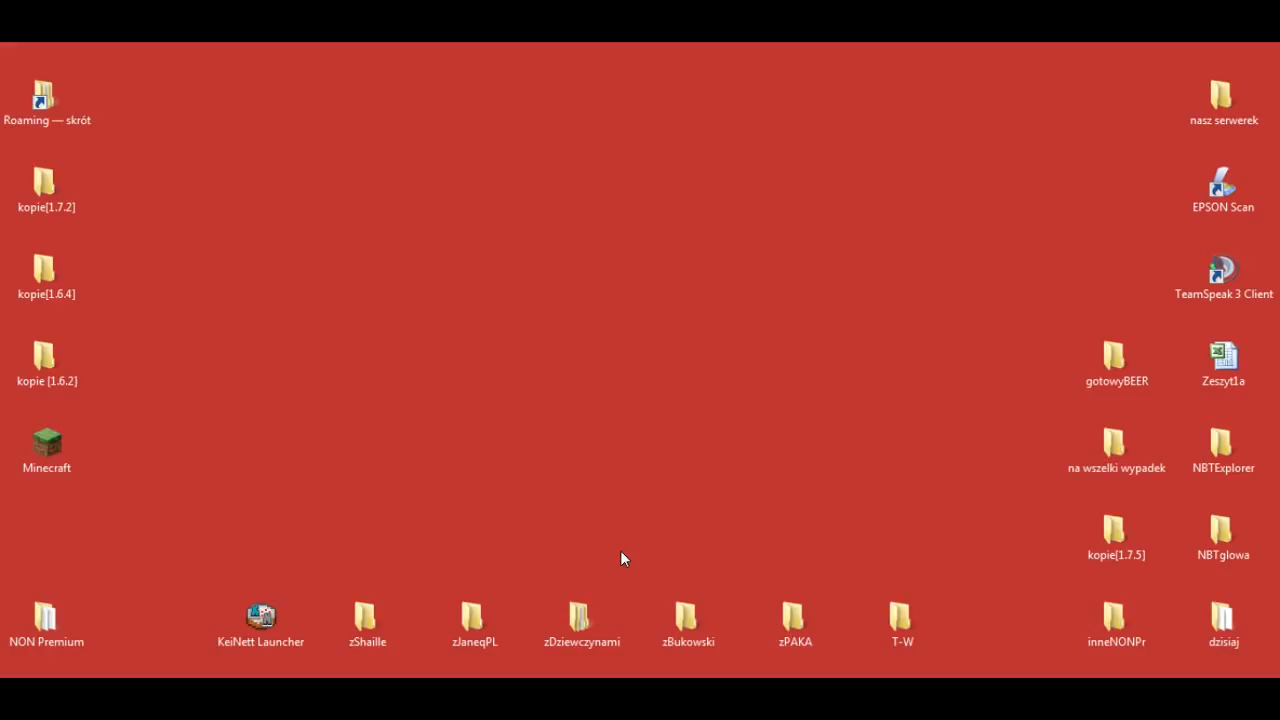 Roaming — skrót
nasz serwerek
kopie[1.7.2]
EPSON Scan
kopie[1.6.4]
TeamSpeak 3 Client
kopie [1.6.2]
gotowyBEER
Zeszyt1a
Minecraft
na wszelki wypadek
NBTExplorer
kopie[1.7.5]
NBTglowa
NON Premium
KeiNett Launcher
zShaille
zJaneqPL
zDziewczynami
zBukowski
zPAKA
T-W
inneNONPr
dzisiaj